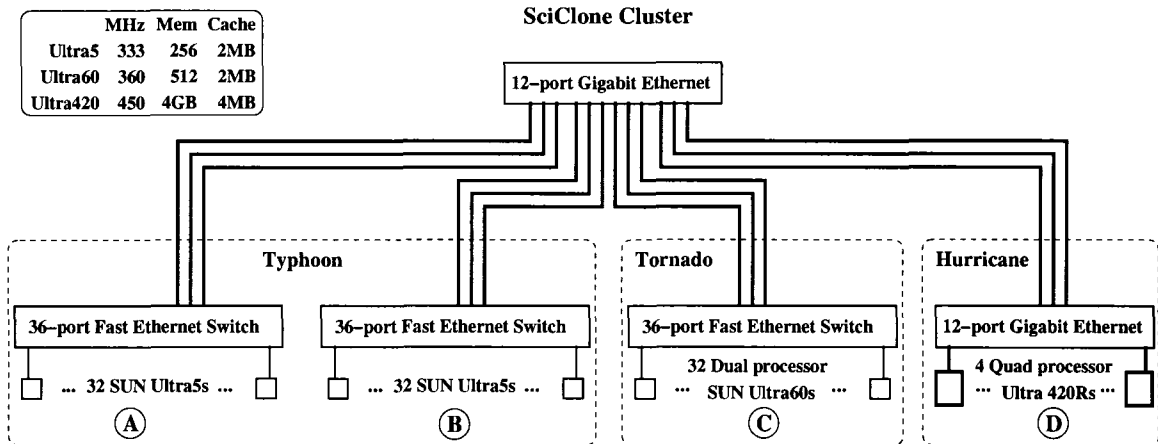 SciClone Cluster
MHz Mem Cache
Ultra5 333 256 2MB
Ultra60 360 512 2MB
Ultra420 450 4GB 4MB
12-port Gigabit Ethernet
Typhoon
Tornado
Hurricane
36-port Fast Ethernet Switch
36-port Fast Ethernet Switch
36-port Fast Ethernet Switch
12-port Gigabit Ethernet
... 32 SUN Ultra5s ...
... 32 SUN Ultra5s ...
32 Dual processor
... SUN Ultra60s ...
4 Quad processor
... Ultra 420Rs ...
A
B
C
D